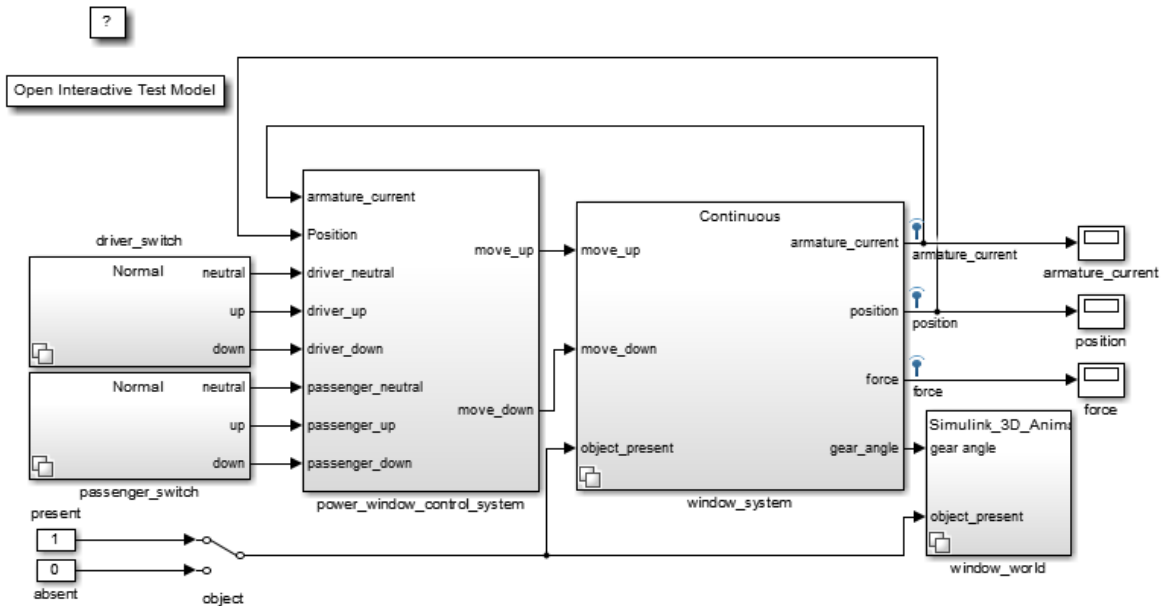 ?
Open Interactive Test Model
driver_switch
Normal
neutral
up
down
Normal
neutral
up
down
passenger_switch
present
1
0
absent
object
armature_current
Position
driver_neutral
driver_up
driver_down
passenger_neutral
passenger_up
passenger_down
move_up
move_down
power_window_control_system
Continuous
move_up
move_down
object_present
armature_current
position
force
gear_angle
window_system
armature_current
position
force
armature_current
position
force
Simulink_3D_Anima
gear angle
object_present
window_world